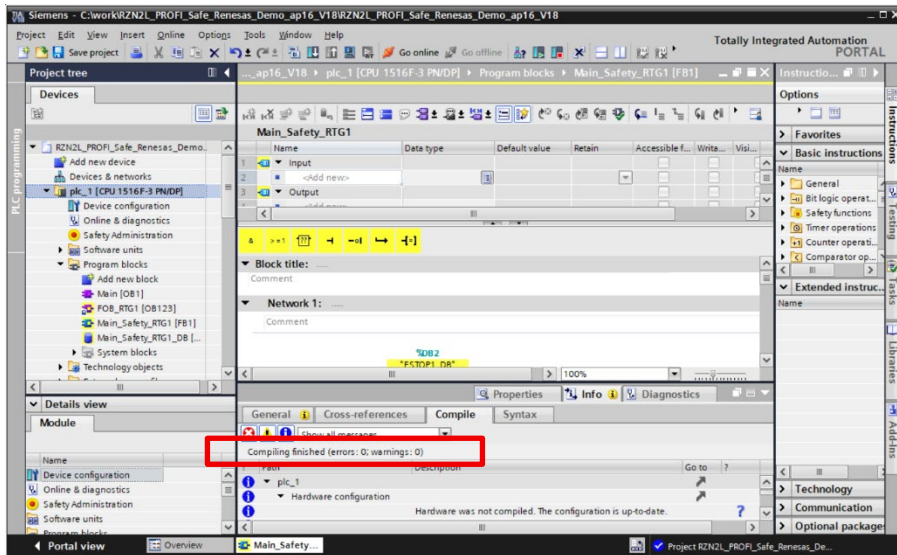 Siemens - C:\work\RZN2L_PROFI_Safe_Renesas_Demo_ap16_V18\RZN2L_PROFI_Safe_Renesas_Demo_ap16_V18
Project Edit View Insert Online Options Tools Window Help
Totally Integrated Automation
PORTAL
Save project
Go online
Go offline
Project tree
..._ap16_V18 plc_1 [CPU 1516F-3 PN/DP] Program blocks Main_Safety_RTG1 [FB1]
Instructio...
Devices
Options
PLC programming
RZN2L_PROFI_Safe_Renesas_Demo.
Add new device
Devices & networks
plc_1 [CPU 1516F-3 PN/DP]
Device configuration
Online & diagnostics
Safety Administration
Software units
Program blocks
Add new block
Main [OB1]
FOB_RTG1 [OB123]
Main_Safety_RTG1 [FB1]
Main_Safety_RTG1_DB [...
System blocks
Technology objects
Main_Safety_RTG1
Name Data type Default value Retain Accessible f... Writa... Visi...
1 Input
2 <Add new>
3 Output
& >=1 [??] -| -o| [=]
Block title: .....
Comment
Network 1: .....
Comment
%DB2
"ESTOP1_DB"
100%
Favorites
Basic instructions
Name
General
Bit logic operat...
Safety functions
Timer operations
Counter operati...
Comparator op...
Extended instruc...
Name
Instructions
Testing
Tasks
Libraries
Add-Ins
Details view
Module
Name
Device configuration
Online & diagnostics
Safety Administration
Software units
Program blocks
Properties Info Diagnostics
General Cross-references Compile Syntax
Show all messages
Compiling finished (errors: 0; warnings: 0)
! Path Description Go to ?
plc_1
Hardware configuration
Hardware was not compiled. The configuration is up-to-date. ?
Technology
Communication
Optional package
Portal view
Overview
Main_Safety...
Project RZN2L_PROFI_Safe_Renesas_De...